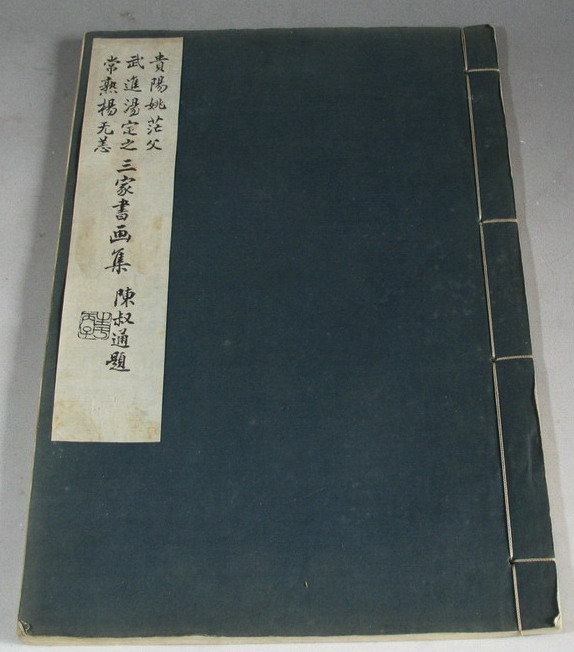 貴陽姚茫父
武進湯定之
常熟楊无恙
三家書画集
陳叔通題